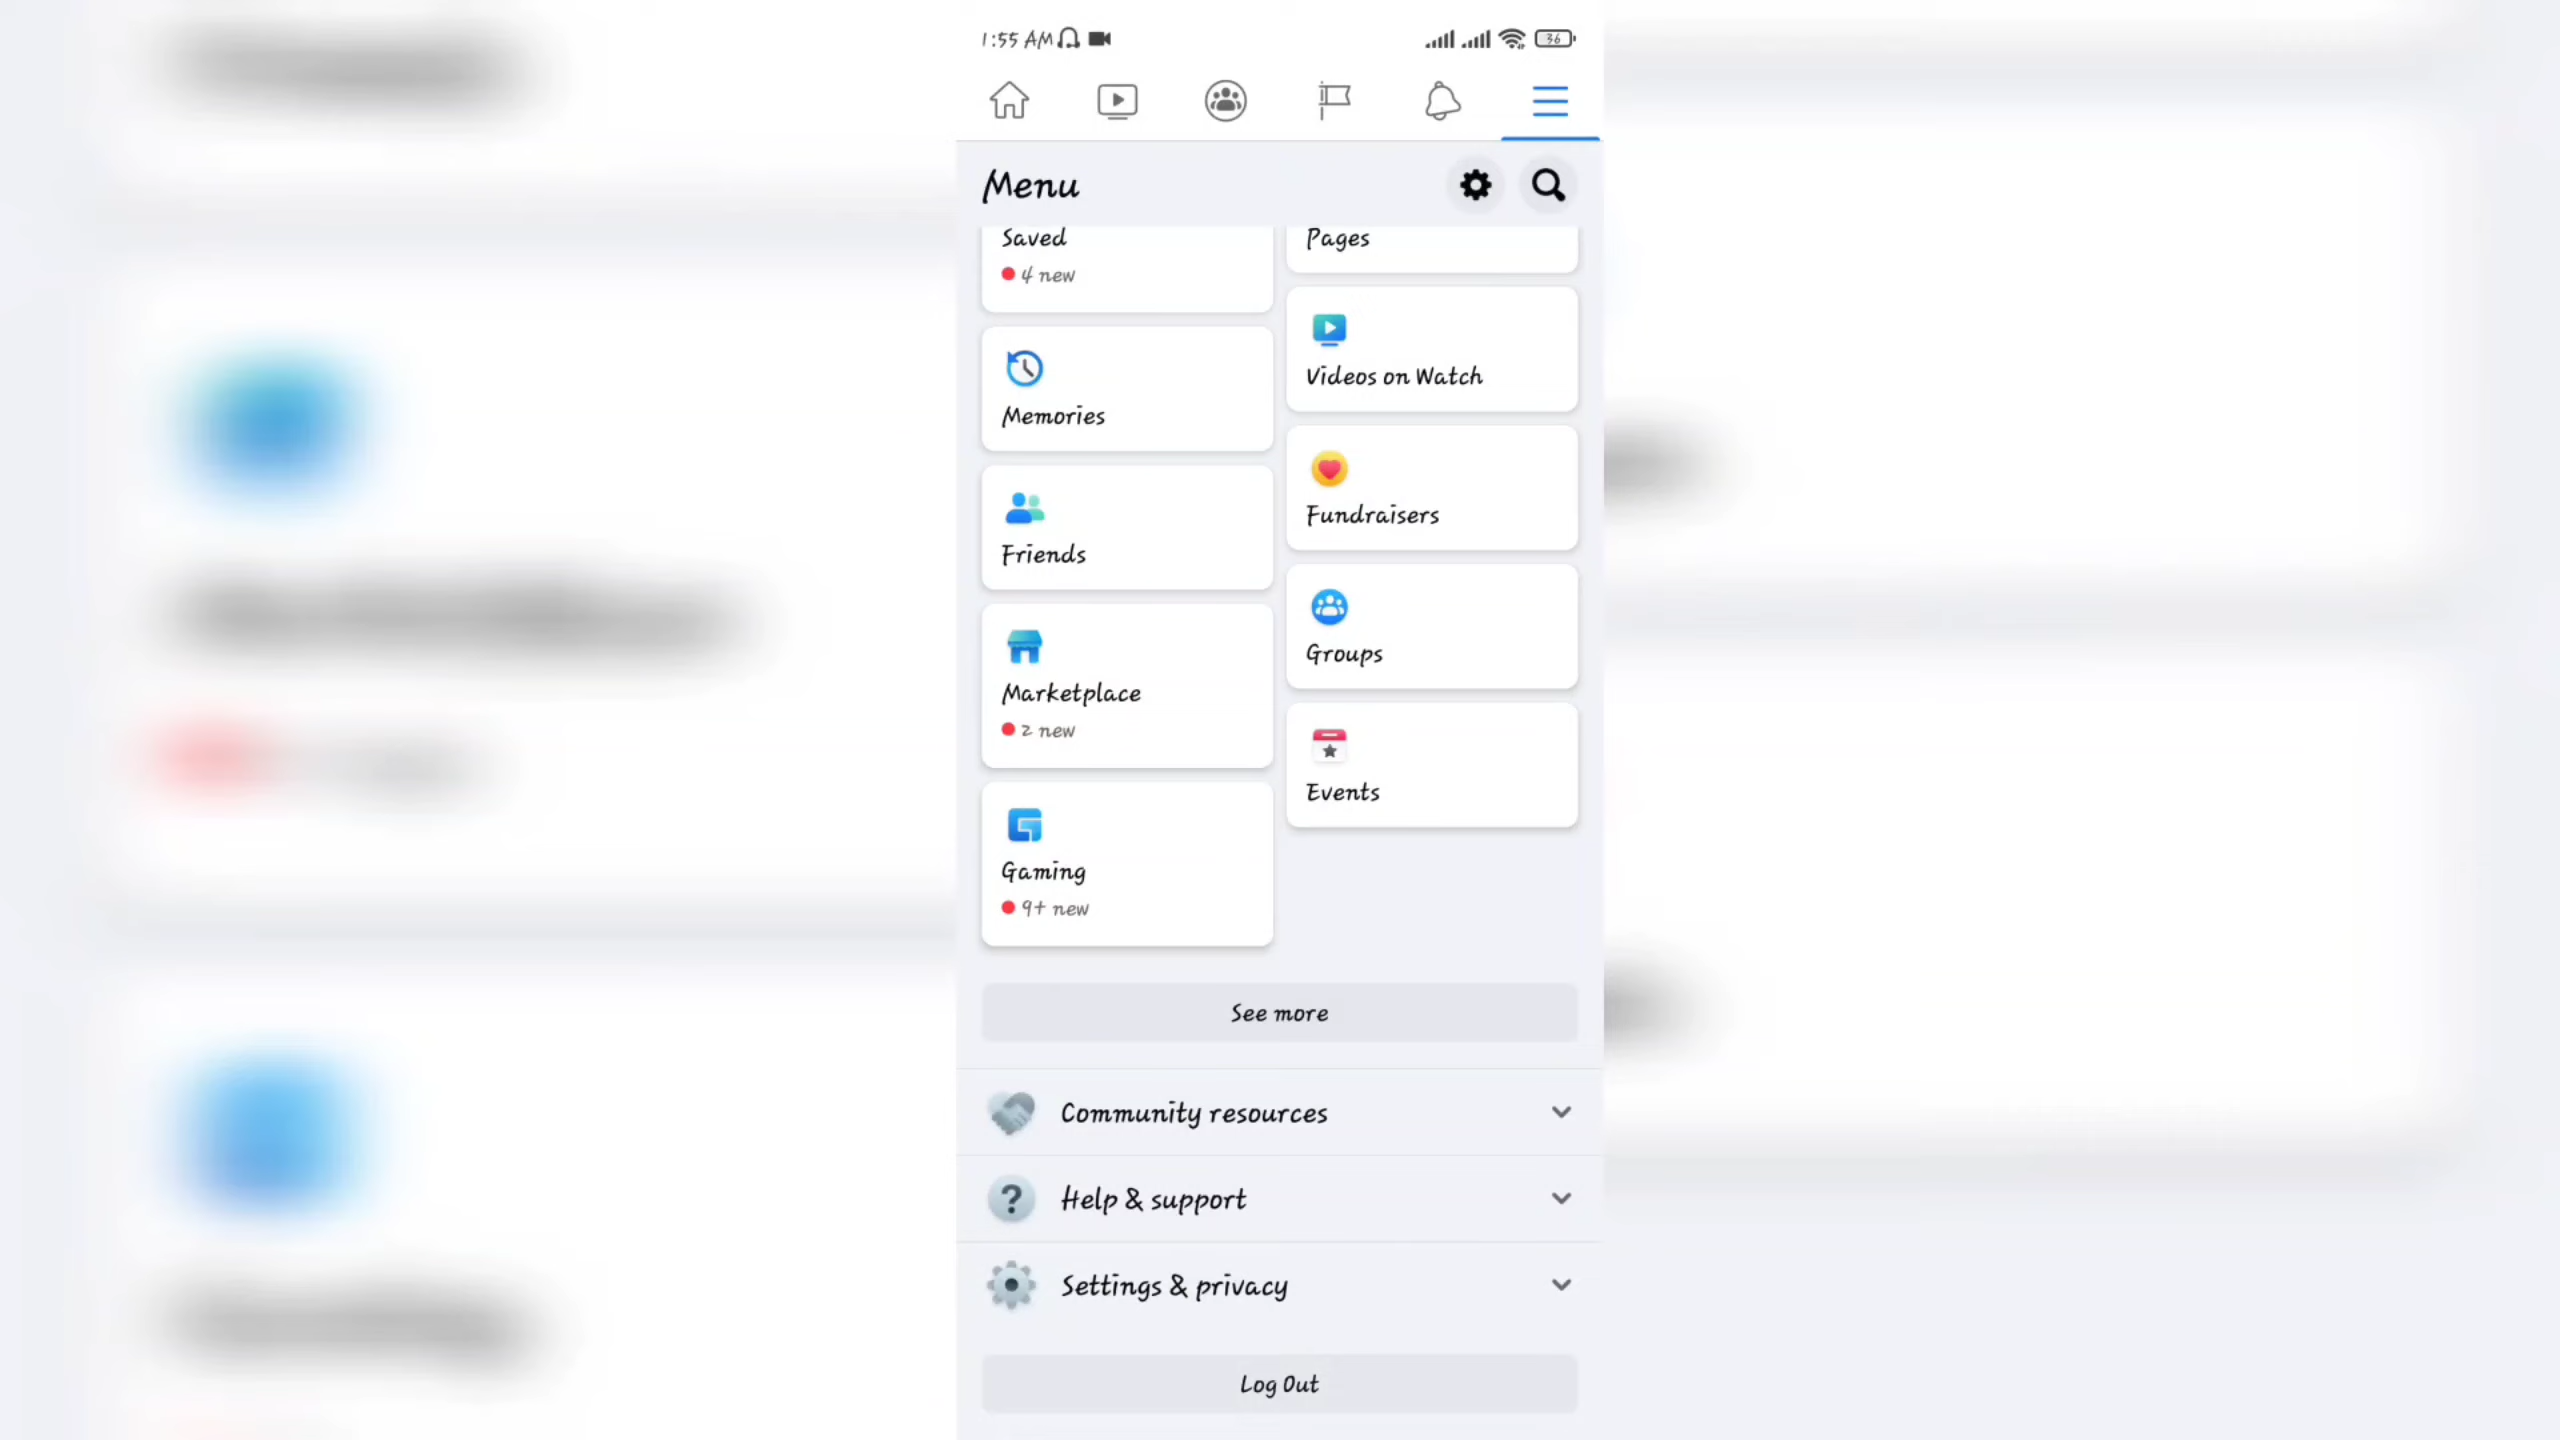 1:55 AM
36
Menu
Saved
4 new
Pages
Memories
Videos on Watch
Friends
Fundraisers
Marketplace
2 new
Groups
Gaming
9+ new
Events
See more
Community resources
Help & support
Settings & privacy
Log Out